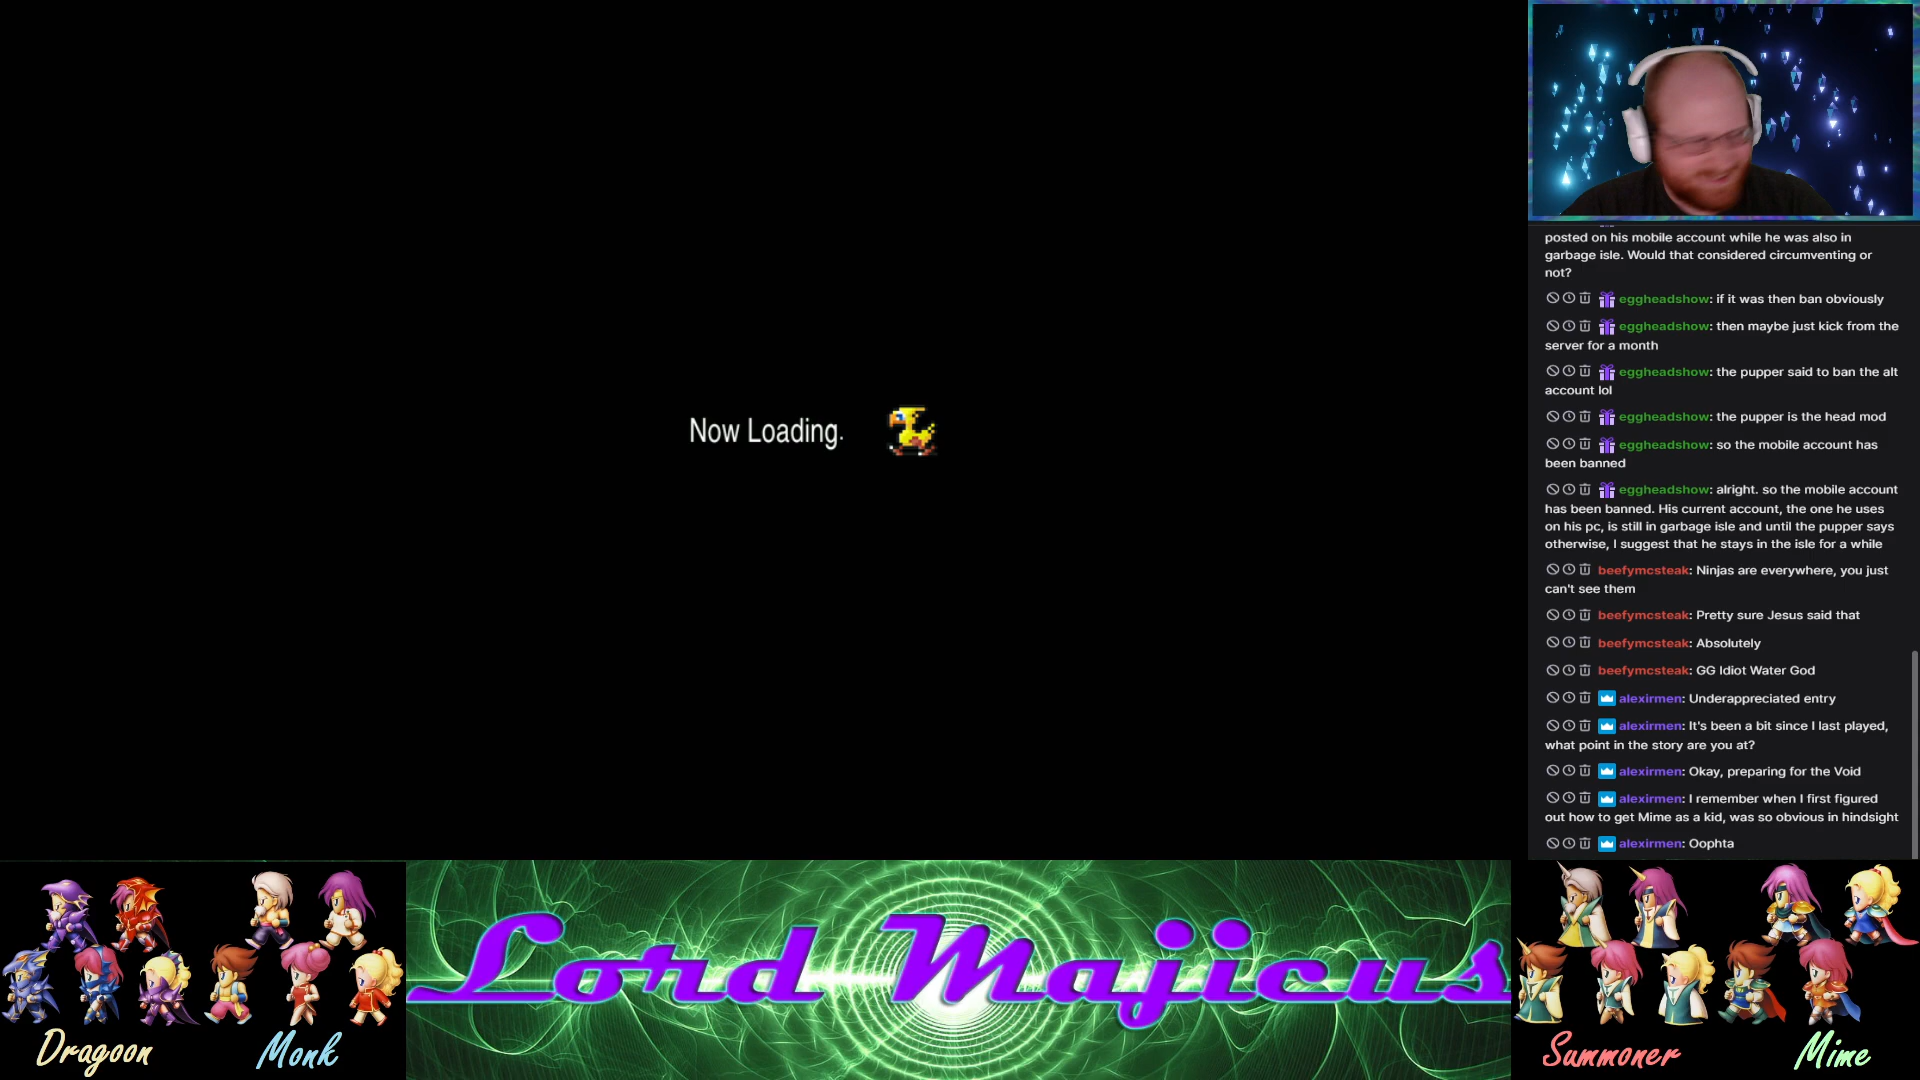 Now Loading.
posted on his mobile account while he was also in
garbage isle. Would that considered circumventing or
not?
eggheadshow: if it was then ban obviously
eggheadshow: then maybe just kick from the
server for a month
eggheadshow: the pupper said to ban the alt
account lol
eggheadshow: the pupper is the head mod
eggheadshow: so the mobile account has
been banned
eggheadshow: alright. so the mobile account
has been banned. His current account, the one he uses
on his pc, is still in garbage isle and until the pupper says
otherwise, I suggest that he stays in the isle for a while
beefymcsteak: Ninjas are everywhere, you just
can't see them
beefymcsteak: Pretty sure Jesus said that
beefymcsteak: Absolutely
beefymcsteak: GG Idiot Water God
alexirmen: Underappreciated entry
alexirmen: It's been a bit since I last played,
what point in the story are you at?
alexirmen: Okay, preparing for the Void
alexirmen: I remember when I first figured
out how to get Mime as a kid, was so obvious in hindsight
alexirmen: Oophta
Lord Majicus
Dragoon
Monk
Summoner
Mime